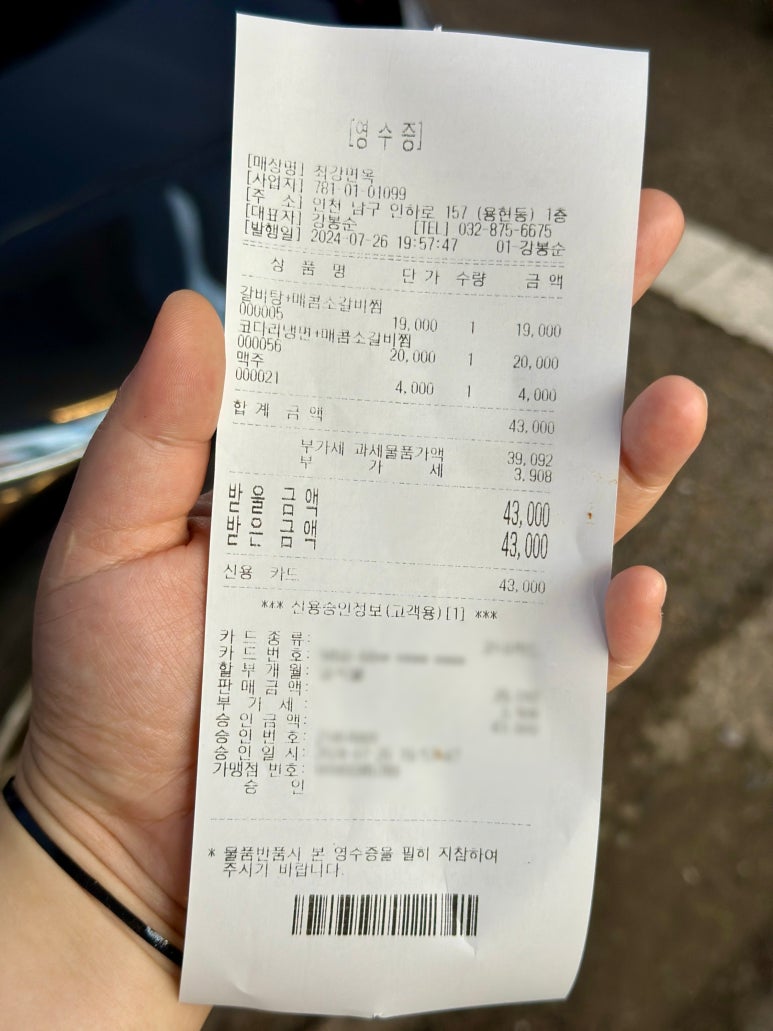 [영 수 증]
[매장명] 최강면옥
[사업자] 781-01-01099
[주 소] 인천 남구 인하로 157 (용현동) 1층
[대표자] 강봉순 [TEL] 032-875-6675
[발행일] 2024-07-26 19:57:47 01-강봉순
상 품 명 단 가 수량 금 액
갈비탕+매콤소갈비찜
000005 19,000 1 19,000
코다리냉면+매콤소갈비찜
000056 20,000 1 20,000
맥주
000021 4,000 1 4,000
합 계 금 액 43,000
부가세 과세물품가액 39,092
부 가 세 3,908
받 을 금 액 43,000
받 은 금 액 43,000
신용 카드 43,000
*** 신용승인정보(고객용)[1] ***
카 드 종 류:
카 드 번 호:
할 부 개 월:
판 매 금 액:
부 가 세 :
승 인 금 액:
승 인 번 호:
승 인 일 시:
가맹점 번호:
승 인
* 물품반품시 본 영수증을 필히 지참하여
주시기 바랍니다.